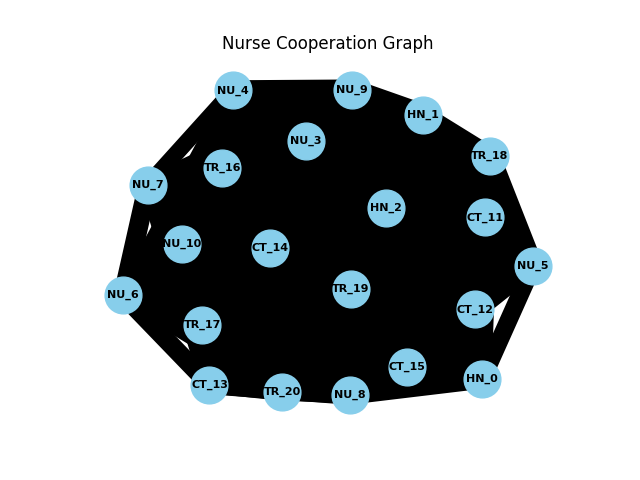 Nurse Cooperation Graph
NU_4
NU_9
HN_1
NU_3
TR_18
TR_16
NU_7
HN_2
CT_11
NU_10
CT_14
NU_5
TR_19
NU_6
CT_12
TR_17
CT_15
HN_0
CT_13
TR_20
NU_8